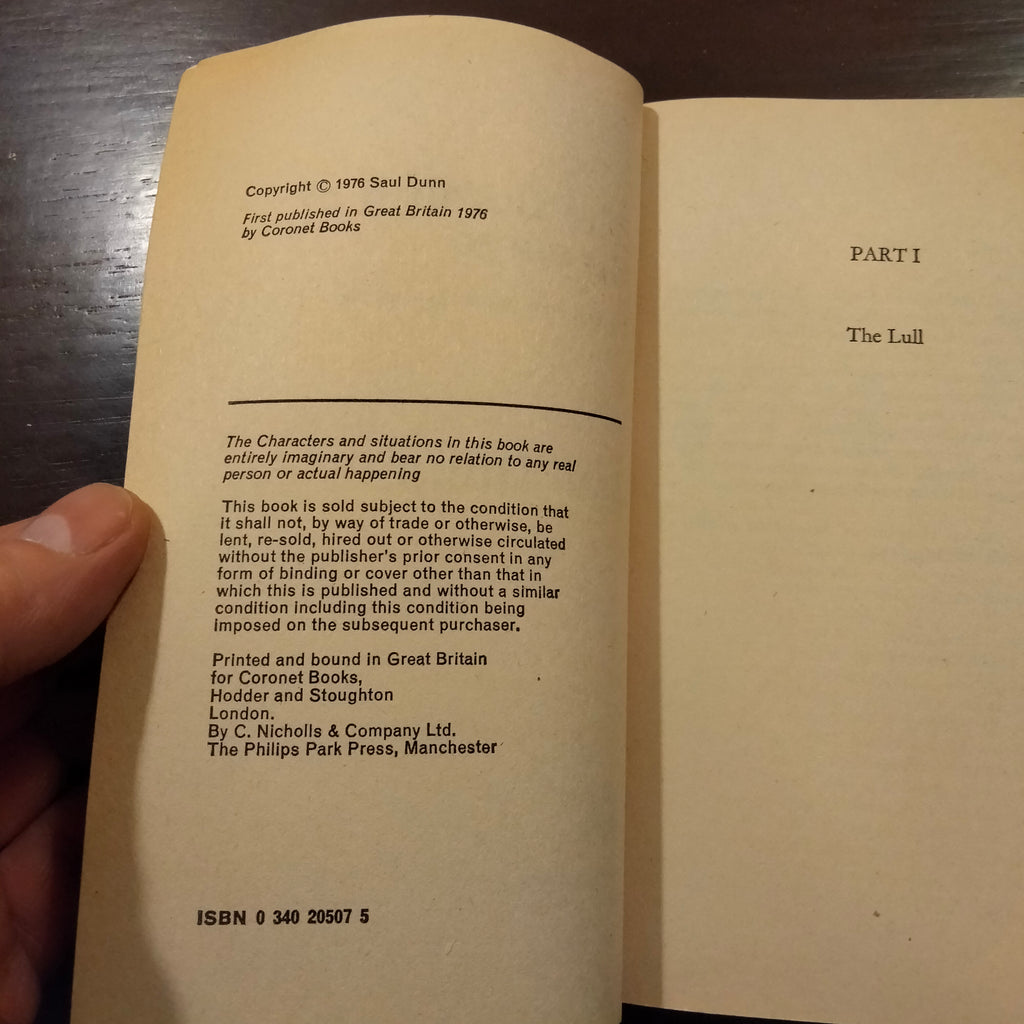 Copyright © 1976 Saul Dunn
First published in Great Britain 1976
by Coronet Books
The Characters and situations in this book are
entirely imaginary and bear no relation to any real
person or actual happening
This book is sold subject to the condition that
it shall not, by way of trade or otherwise, be
lent, re-sold, hired out or otherwise circulated
without the publisher's prior consent in any
form of binding or cover other than that in
which this is published and without a similar
condition including this condition being
imposed on the subsequent purchaser.
Printed and bound in Great Britain
for Coronet Books,
Hodder and Stoughton
London.
By C. Nicholls & Company Ltd.
The Philips Park Press, Manchester
ISBN 0 340 20507 5
PART I
The Lull